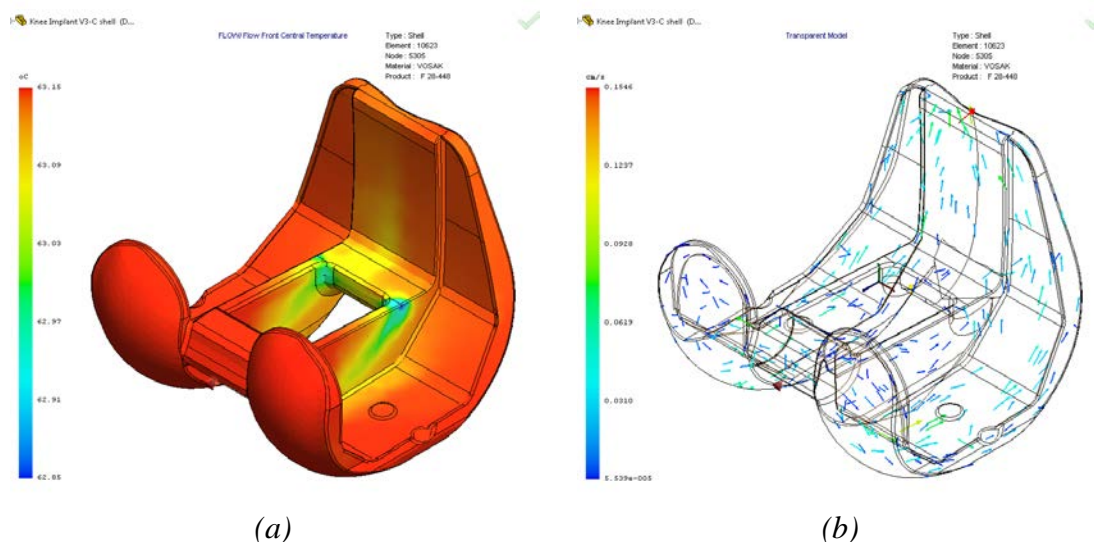 Knee Implant V3-C shell (D...
FLOW/Flow Front Central Temperature
Type : Shell
Element : 10623
Node : 5305
Material : VOSAK
Product : F 28-448
oC
63.15
63.09
63.03
62.97
62.91
62.85
(a)
Knee Implant V3-C shell (D...
Transparent Model
Type : Shell
Element : 10623
Node : 5305
Material : VOSAK
Product : F 28-448
cm/s
0.1546
0.1237
0.0928
0.0619
0.0310
5.539e-005
(b)